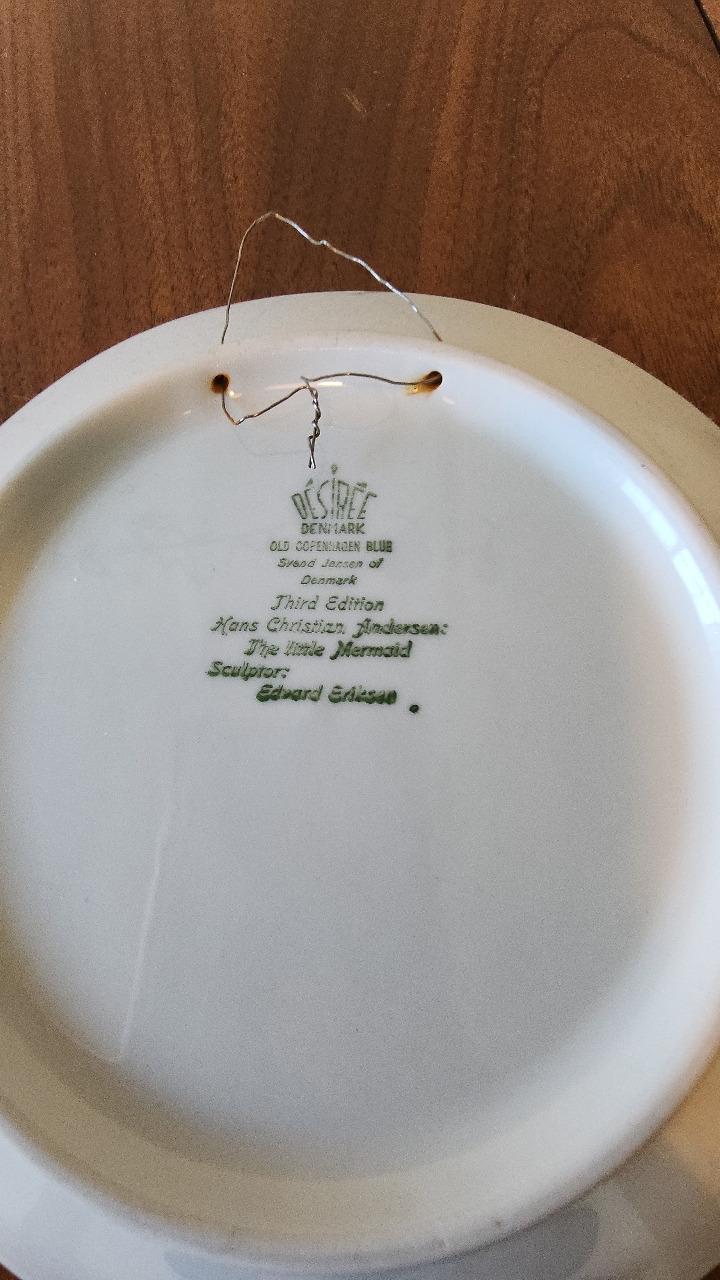 DÉSIRÉE
DENMARK
OLD COPENHAGEN BLUE
Svend Jensen of
Denmark
Third Edition
Hans Christian Andersen:
The little Mermaid
Sculptor:
Edvard Eriksen